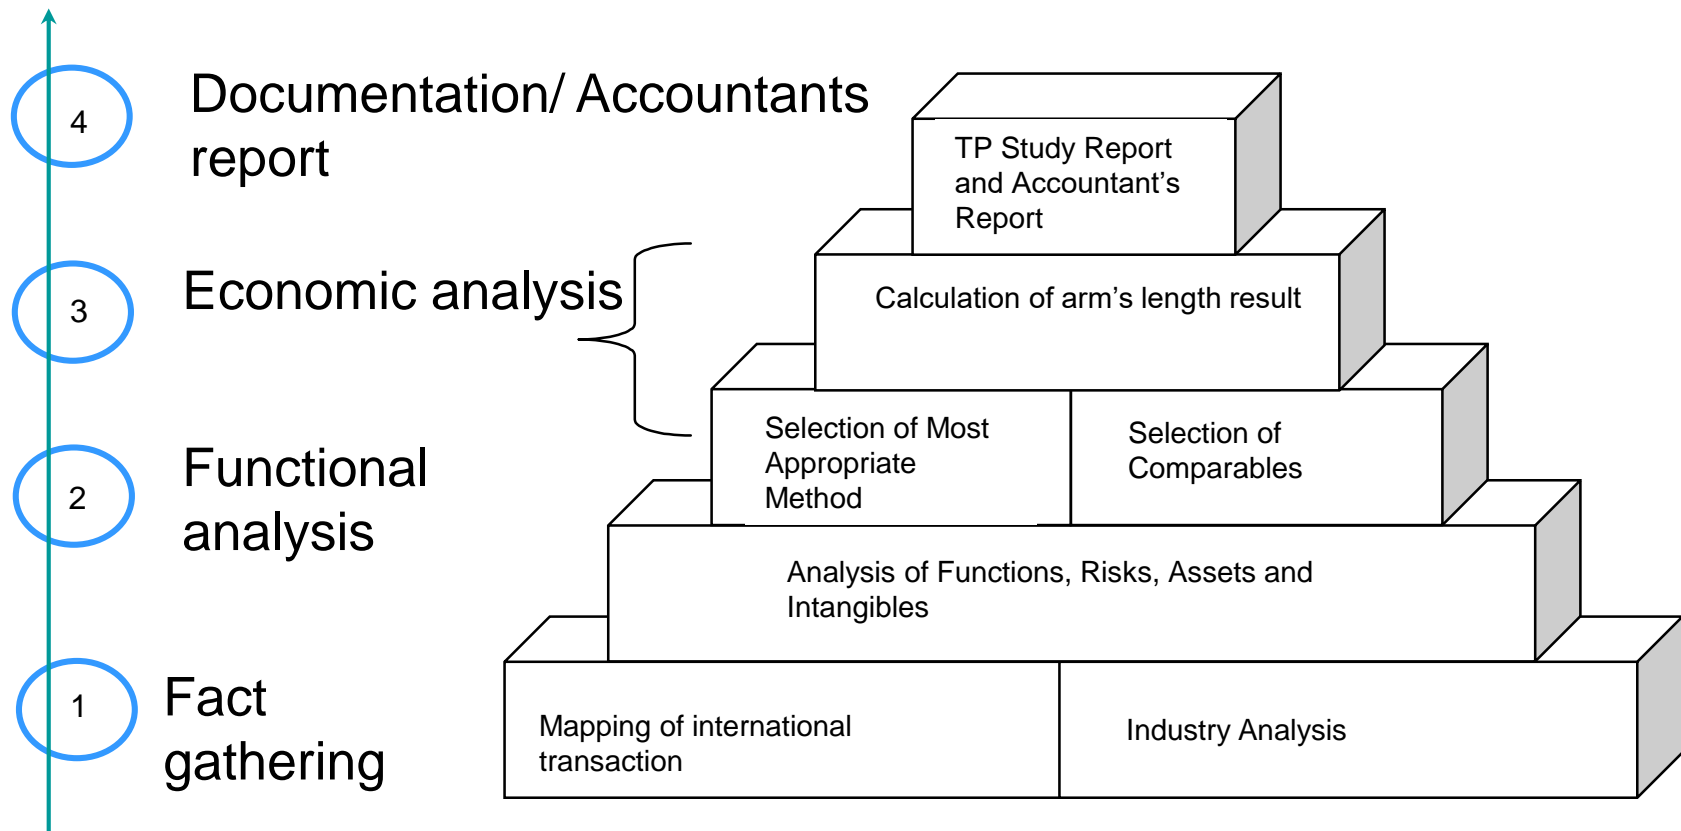 4
Documentation/ Accountants
report
TP Study Report
and Accountant’s
Report
3
Economic analysis
Calculation of arm’s length result
2
Functional
analysis
Selection of Most
Appropriate
Method
Selection of
Comparables
Analysis of Functions, Risks, Assets and
Intangibles
1
Fact
gathering
Mapping of international
transaction
Industry Analysis